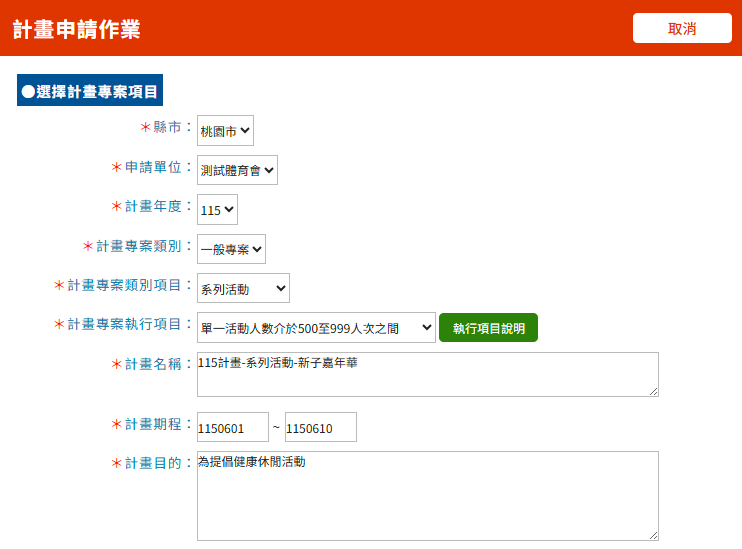 計畫申請作業
取消
●選擇計畫專案項目
＊縣市： 桃園市
＊申請單位： 測試體育會
＊計畫年度： 115
＊計畫專案類別： 一般專案
＊計畫專案類別項目： 系列活動
＊計畫專案執行項目： 單一活動人數介於500至999人次之間 執行項目說明
＊計畫名稱： 115計畫-系列活動-新子嘉年華
＊計畫期程： 1150601 ~ 1150610
＊計畫目的： 為提倡健康休閒活動